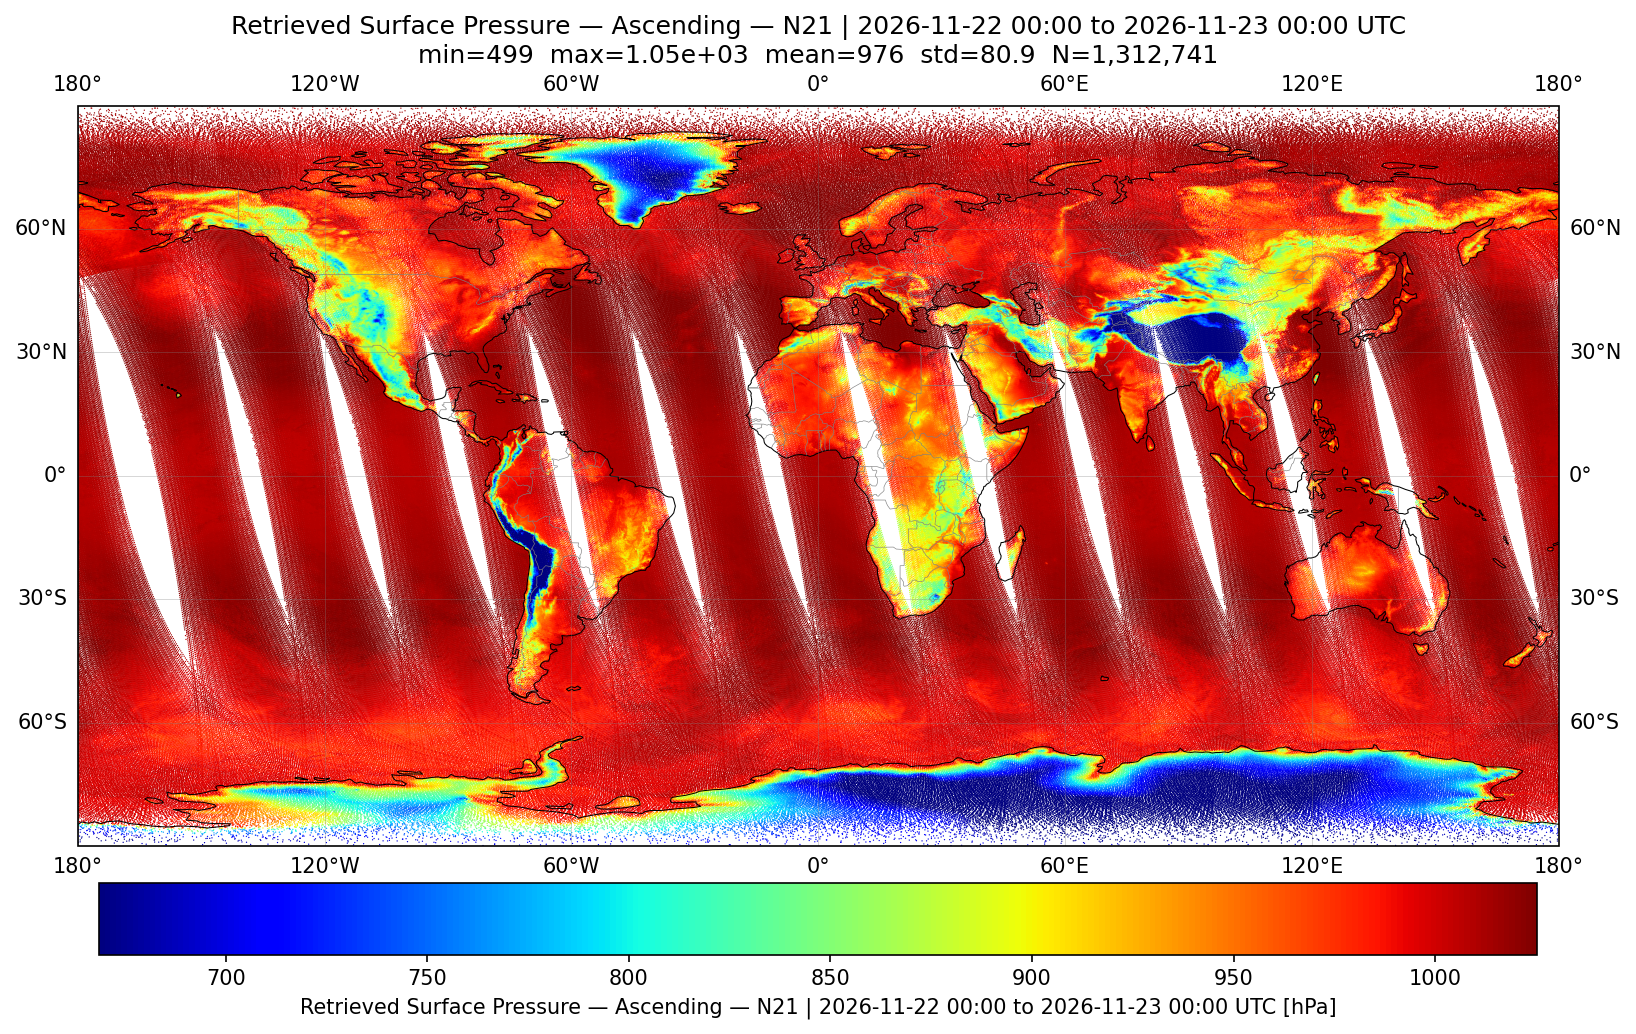 Retrieved Surface Pressure — Ascending — N21 | 2026-11-22 00:00 to 2026-11-23 00:00 UTC
min=499  max=1.05e+03  mean=976  std=80.9  N=1,312,741
180° 120°W 60°W 0° 60°E 120°E 180°
60°N 60°N
30°N 30°N
0° 0°
30°S 30°S
60°S 60°S
180° 120°W 60°W 0° 60°E 120°E 180°
700 750 800 850 900 950 1000
Retrieved Surface Pressure — Ascending — N21 | 2026-11-22 00:00 to 2026-11-23 00:00 UTC [hPa]